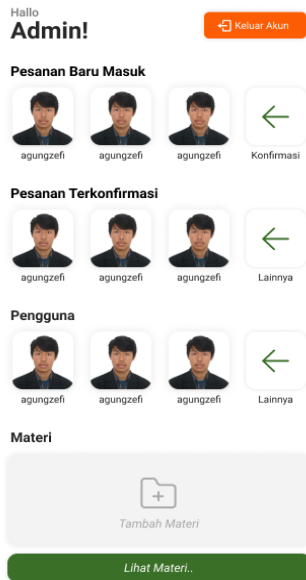 Hallo
Admin!
Keluar Akun
Pesanan Baru Masuk
agungzefi agungzefi agungzefi Konfirmasi
Pesanan Terkonfirmasi
agungzefi agungzefi agungzefi Lainnya
Pengguna
agungzefi agungzefi agungzefi Lainnya
Materi
Tambah Materi
Lihat Materi..